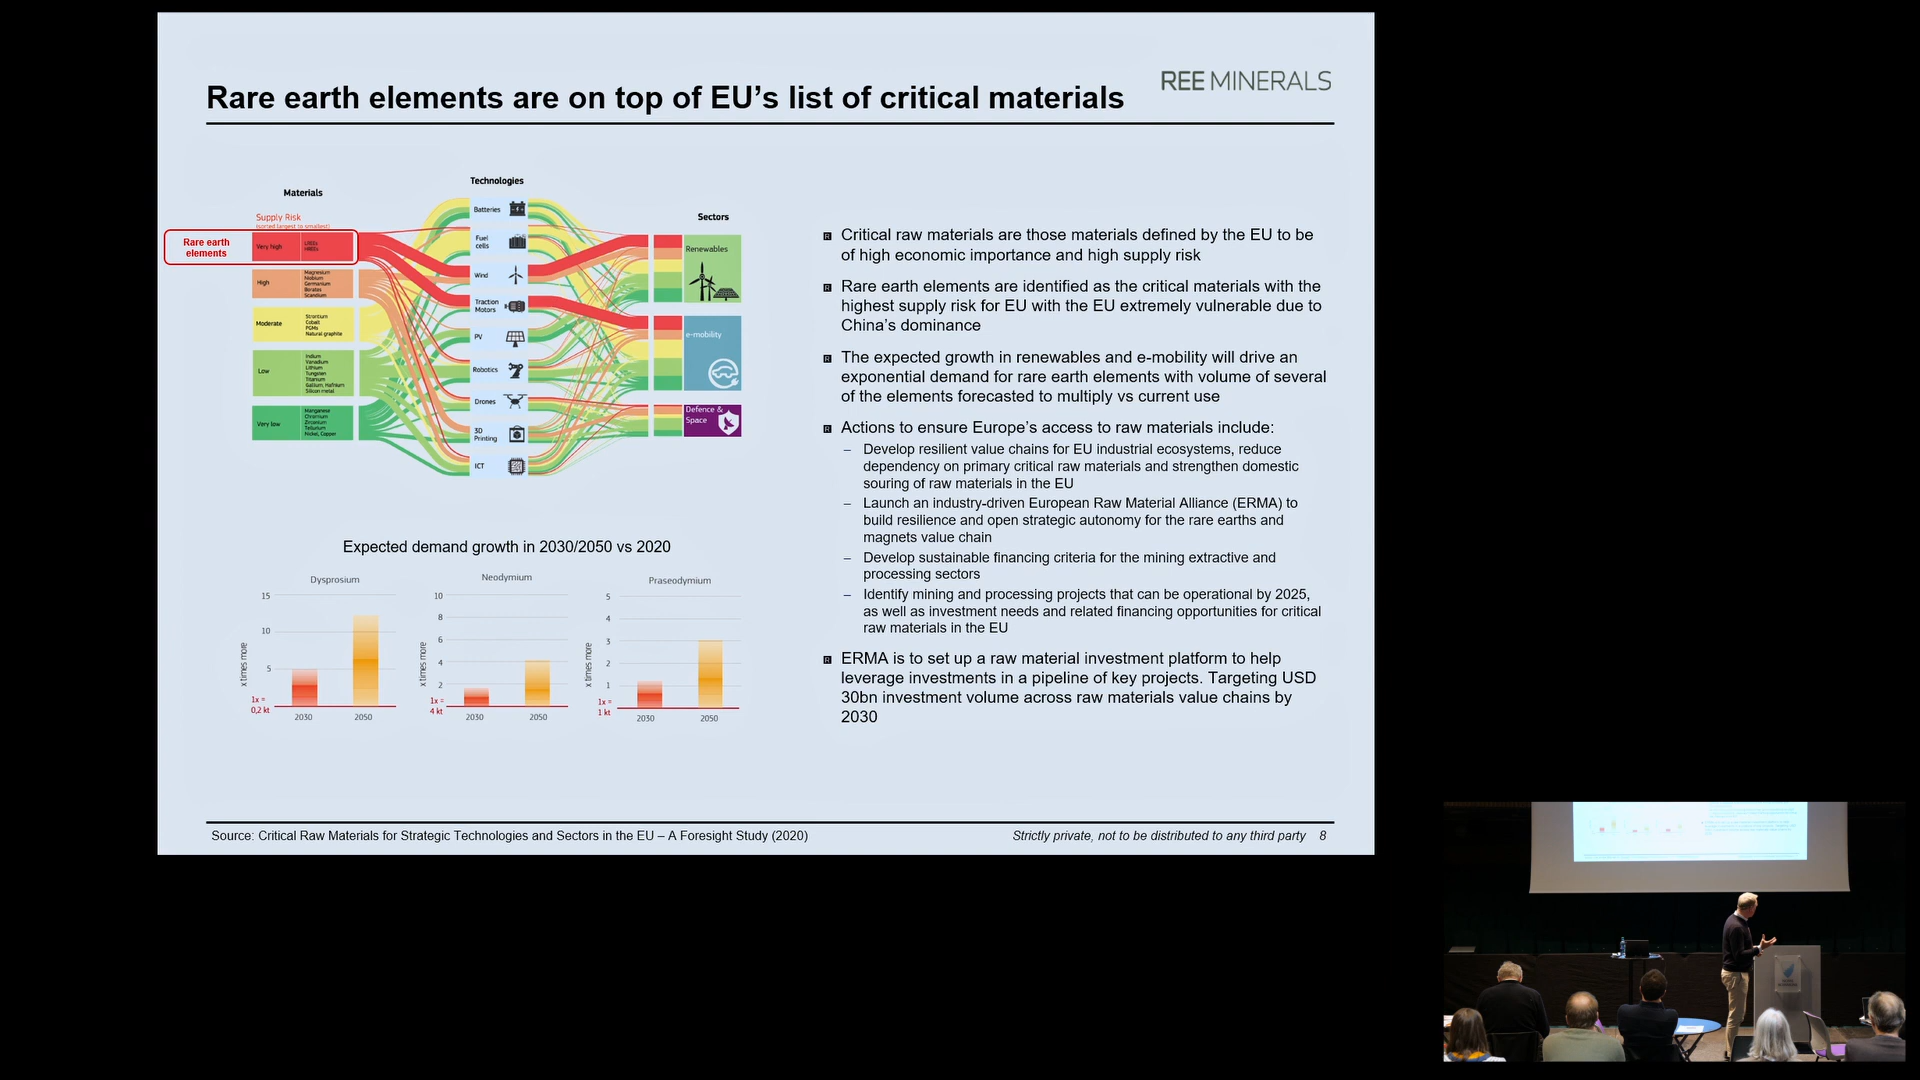 Rare earth elements are on top of EU’s list of critical materials
REE MINERALS
Materials
Technologies
Sectors
Supply Risk
(sorted largest to smallest)
Rare earth
elements
Very high
LREEs
HREEs
High
Magnesium
Niobium
Germanium
Borates
Scandium
Moderate
Strontium
Cobalt
PGMs
Natural graphite
Low
Indium
Vanadium
Lithium
Tungsten
Titanium
Gallium, Hafnium
Silicon metal
Very low
Manganese
Chromium
Zirconium
Tellurium
Nickel, Copper
Batteries
Fuel
cells
Wind
Traction
Motors
PV
Robotics
Drones
3D
Printing
ICT
Renewables
e-mobility
Defence &
Space
Expected demand growth in 2030/2050 vs 2020
Dysprosium
15
10
5
x times more
1x =
0,2 kt
2030
2050
Neodymium
10
8
6
4
2
x times more
1x =
4 kt
2030
2050
Praseodymium
5
4
3
2
1
x times more
1x =
1 kt
2030
2050
Critical raw materials are those materials defined by the EU to be
of high economic importance and high supply risk
Rare earth elements are identified as the critical materials with the
highest supply risk for EU with the EU extremely vulnerable due to
China’s dominance
The expected growth in renewables and e-mobility will drive an
exponential demand for rare earth elements with volume of several
of the elements forecasted to multiply vs current use
Actions to ensure Europe’s access to raw materials include:
– Develop resilient value chains for EU industrial ecosystems, reduce
dependency on primary critical raw materials and strengthen domestic
souring of raw materials in the EU
– Launch an industry-driven European Raw Material Alliance (ERMA) to
build resilience and open strategic autonomy for the rare earths and
magnets value chain
– Develop sustainable financing criteria for the mining extractive and
processing sectors
– Identify mining and processing projects that can be operational by 2025,
as well as investment needs and related financing opportunities for critical
raw materials in the EU
ERMA is to set up a raw material investment platform to help
leverage investments in a pipeline of key projects. Targeting USD
30bn investment volume across raw materials value chains by
2030
Source: Critical Raw Materials for Strategic Technologies and Sectors in the EU – A Foresight Study (2020)
Strictly private, not to be distributed to any third party 8